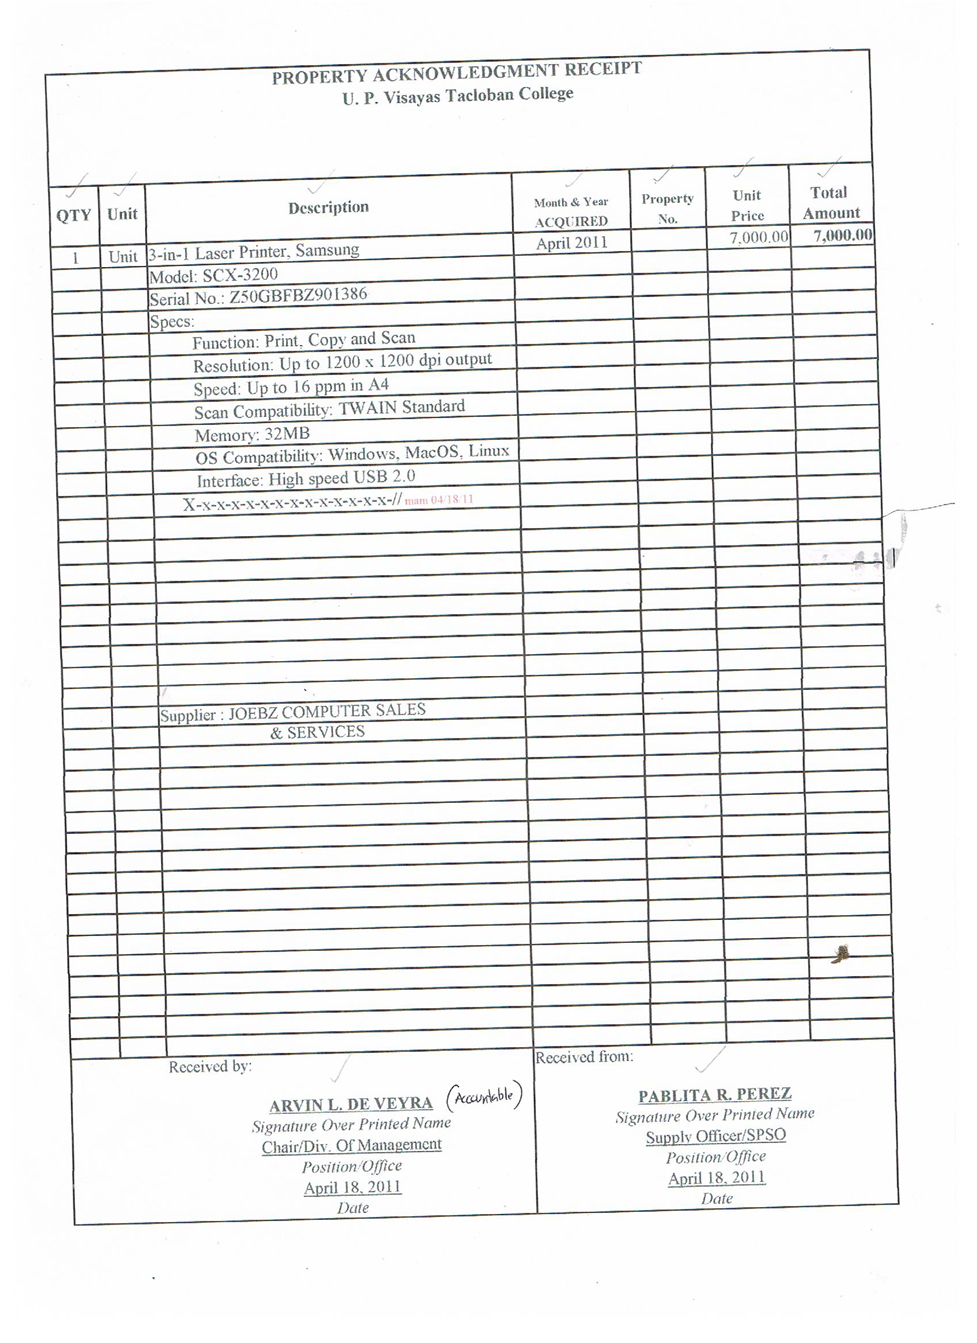 PROPERTY ACKNOWLEDGMENT RECEIPT
U. P. Visayas Tacloban College
QTY Unit Description Month & Year ACQUIRED Property No. Unit Price Total Amount
1 Unit 3-in-1 Laser Printer, Samsung April 2011 7,000.00 7,000.00
Model: SCX-3200
Serial No.: Z50GBFBZ901386
Specs:
Function: Print, Copy and Scan
Resolution: Up to 1200 x 1200 dpi output
Speed: Up to 16 ppm in A4
Scan Compatibility: TWAIN Standard
Memory: 32MB
OS Compatibility: Windows, MacOS, Linux
Interface: High speed USB 2.0
X-x-x-x-x-x-x-x-x-x-x-x-x-x-// mam 04/18/11
Supplier : JOEBZ COMPUTER SALES
& SERVICES
Received by:
ARVIN L. DE VEYRA (Accountable)
Signature Over Printed Name
Chair/Div. Of Management
Position/Office
April 18, 2011
Date
Received from:
PABLITA R. PEREZ
Signature Over Printed Name
Supply Officer/SPSO
Position/Office
April 18, 2011
Date